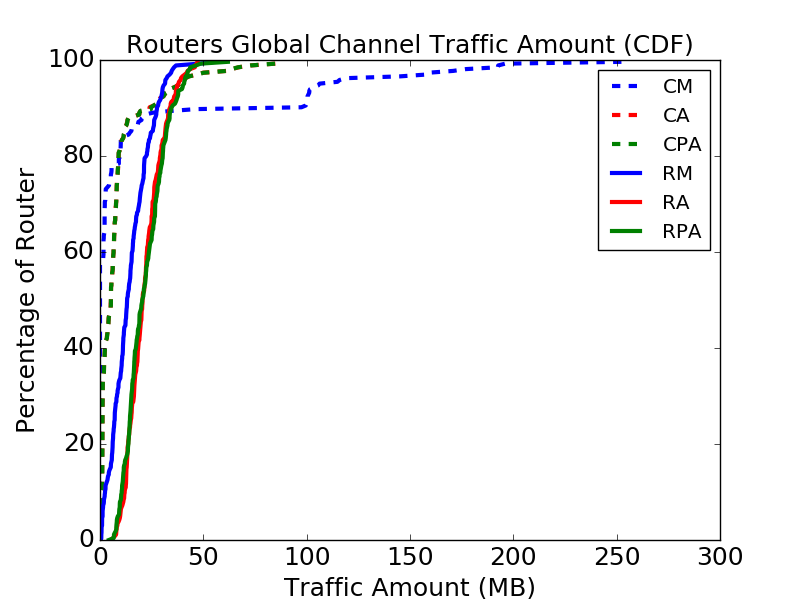 Routers Global Channel Traffic Amount (CDF)
100
80
60
40
20
0
Percentage of Router
CM
CA
CPA
RM
RA
RPA
0 50 100 150 200 250 300
Traffic Amount (MB)